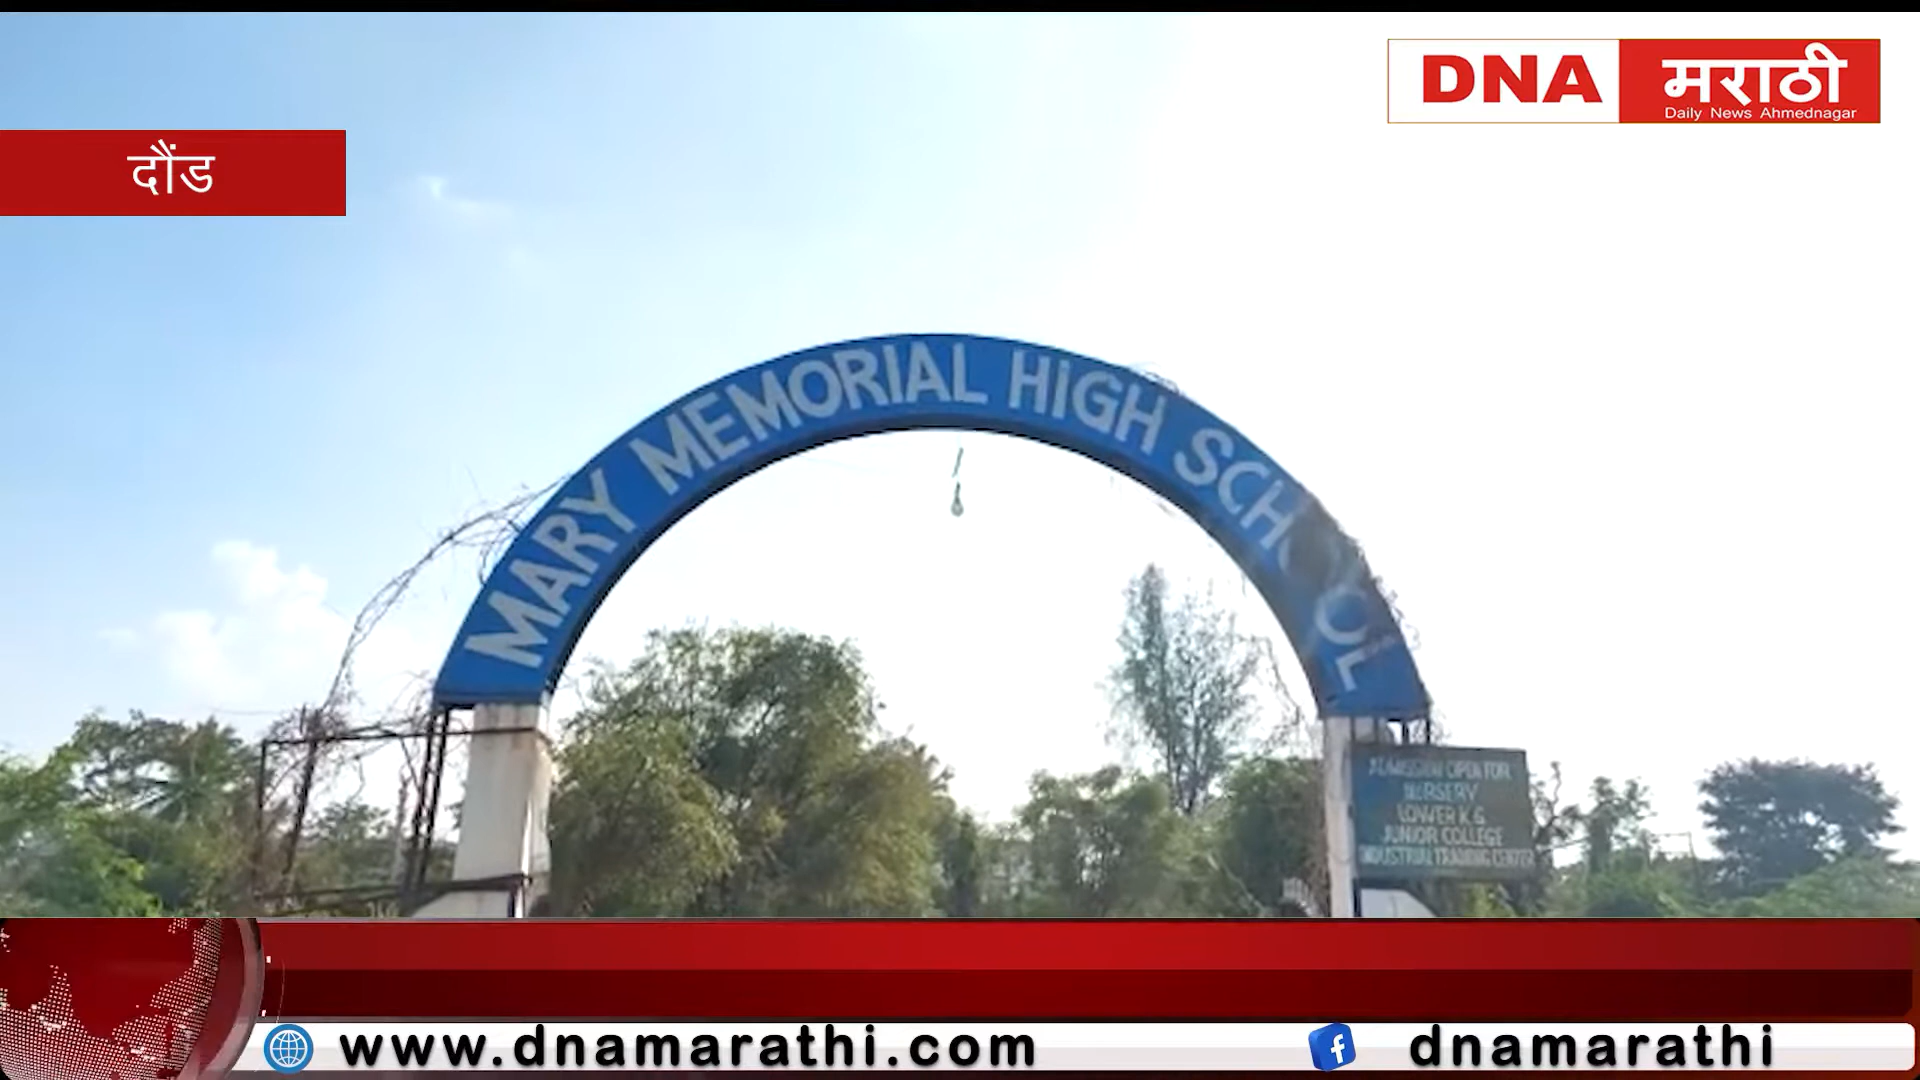 DNA मराठी
Daily News Ahmednagar
दौंड
MARY MEMORIAL HIGH SCHOOL
ADMISSION OPEN FOR
NURSERY
LOWER K.G
JUNIOR COLLEGE
INDUSTRIAL TRADING CENTER
www.dnamarathi.com
dnamarathi